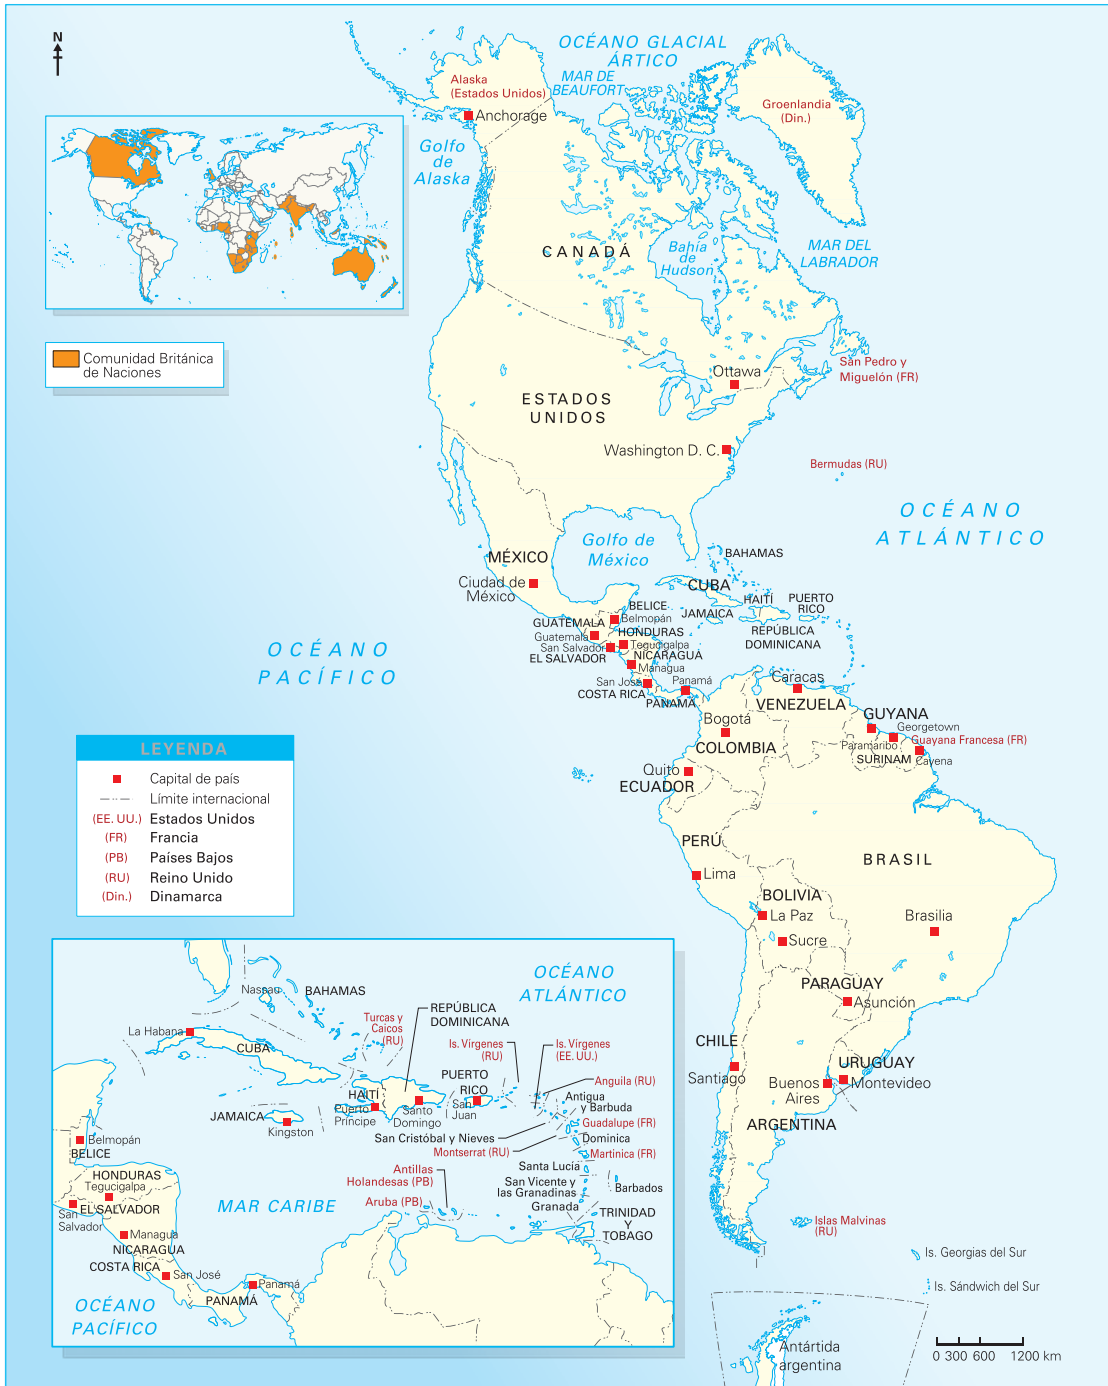 N
OCÉANO GLACIAL
ÁRTICO
MAR DE
BEAUFORT
Alaska
(Estados Unidos)
Anchorage
Groenlandia
(Din.)
Golfo
de
Alaska
CANADÁ
Bahía
de
Hudson
MAR DEL
LABRADOR
Comunidad Británica
de Naciones
San Pedro y
Miguelón (FR)
Ottawa
ESTADOS
UNIDOS
Washington D. C.
Bermudas (RU)
OCÉANO
ATLÁNTICO
Golfo de
México
MÉXICO
Ciudad de
México
BAHAMAS
CUBA
HAITÍ
PUERTO
RICO
JAMAICA
REPÚBLICA
DOMINICANA
BELICE
Belmopán
GUATEMALA
Guatemala
HONDURAS
Tegucigalpa
San Salvador
EL SALVADOR
NICARAGUA
Managua
San José
COSTA RICA
Panamá
PANAMÁ
OCÉANO
PACÍFICO
Caracas
VENEZUELA
GUYANA
Georgetown
Guayana Francesa (FR)
Paramaribo
SURINAM
Cayena
Bogotá
COLOMBIA
Quito
ECUADOR
PERÚ
Lima
BRASIL
BOLIVIA
La Paz
Sucre
Brasilia
PARAGUAY
Asunción
CHILE
Santiago
URUGUAY
Buenos
Aires
Montevideo
ARGENTINA
Islas Malvinas
(RU)
Is. Georgias del Sur
Is. Sándwich del Sur
Antártida
argentina
0 300 600 1200 km
LEYENDA
Capital de país
Límite internacional
(EE. UU.) Estados Unidos
(FR) Francia
(PB) Países Bajos
(RU) Reino Unido
(Din.) Dinamarca
OCÉANO
ATLÁNTICO
Nassau
BAHAMAS
La Habana
CUBA
Turcas y
Caicos
(RU)
REPÚBLICA
DOMINICANA
Is. Vírgenes
(RU)
Is. Vírgenes
(EE. UU.)
PUERTO
RICO
San
Juan
HAITÍ
Puerto
Príncipe
Santo
Domingo
JAMAICA
Kingston
Anguila (RU)
Antigua
y Barbuda
San Cristóbal y Nieves
Guadalupe (FR)
Montserrat (RU)
Dominica
Martinica (FR)
Santa Lucía
San Vicente y
las Granadinas
Granada
Barbados
TRINIDAD
Y
TOBAGO
Antillas
Holandesas (PB)
Aruba (PB)
MAR CARIBE
Belmopán
BELICE
HONDURAS
Tegucigalpa
EL SALVADOR
San
Salvador
Managua
NICARAGUA
COSTA RICA
San José
Panamá
PANAMÁ
OCÉANO
PACÍFICO